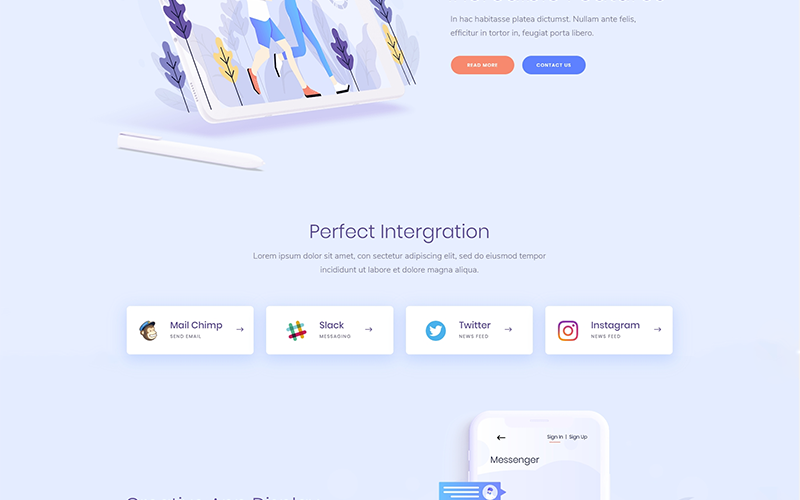 In hac habitasse platea dictumst. Nullam ante felis,
efficitur in tortor in, feugiat porta libero.
READ MORE
CONTACT US
Perfect Intergration
Lorem ipsum dolor sit amet, con sectetur adipiscing elit, sed do eiusmod tempor
incididunt ut labore et dolore magna aliqua.
Mail Chimp
SEND EMAIL
Slack
MESSAGING
Twitter
NEWS FEED
Instagram
NEWS FEED
Sign In | Sign Up
Messenger